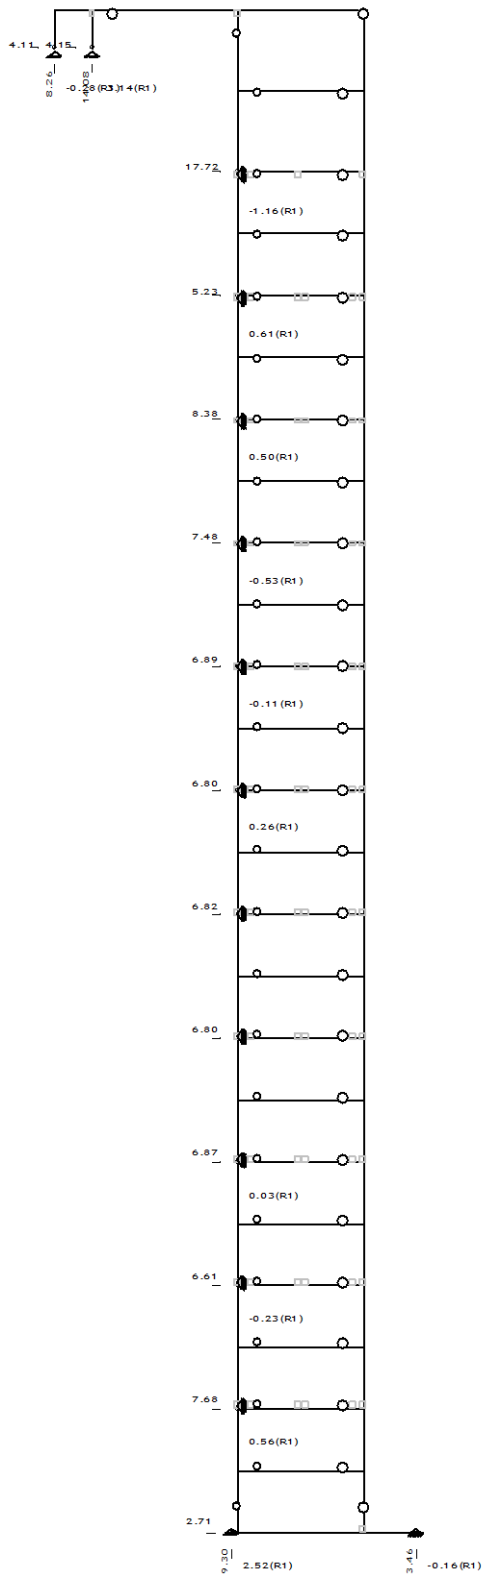 4.11 4.15
8.26
14.08
-0.28(R1) 3.14(R1)
17.72
-1.16(R1)
5.23
0.61(R1)
8.38
0.50(R1)
7.48
-0.53(R1)
6.89
-0.11(R1)
6.80
0.26(R1)
6.82
6.80
6.87
0.03(R1)
6.61
-0.23(R1)
7.68
0.56(R1)
2.71
9.30
2.52(R1)
3.46
-0.16(R1)